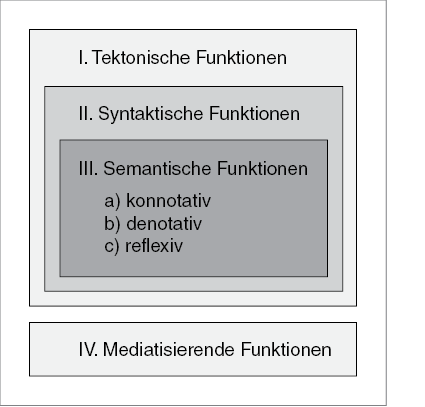 I. Tektonische Funktionen
II. Syntaktische Funktionen
III. Semantische Funktionen
a) konnotativ
b) denotativ
c) reflexiv
IV. Mediatisierende Funktionen